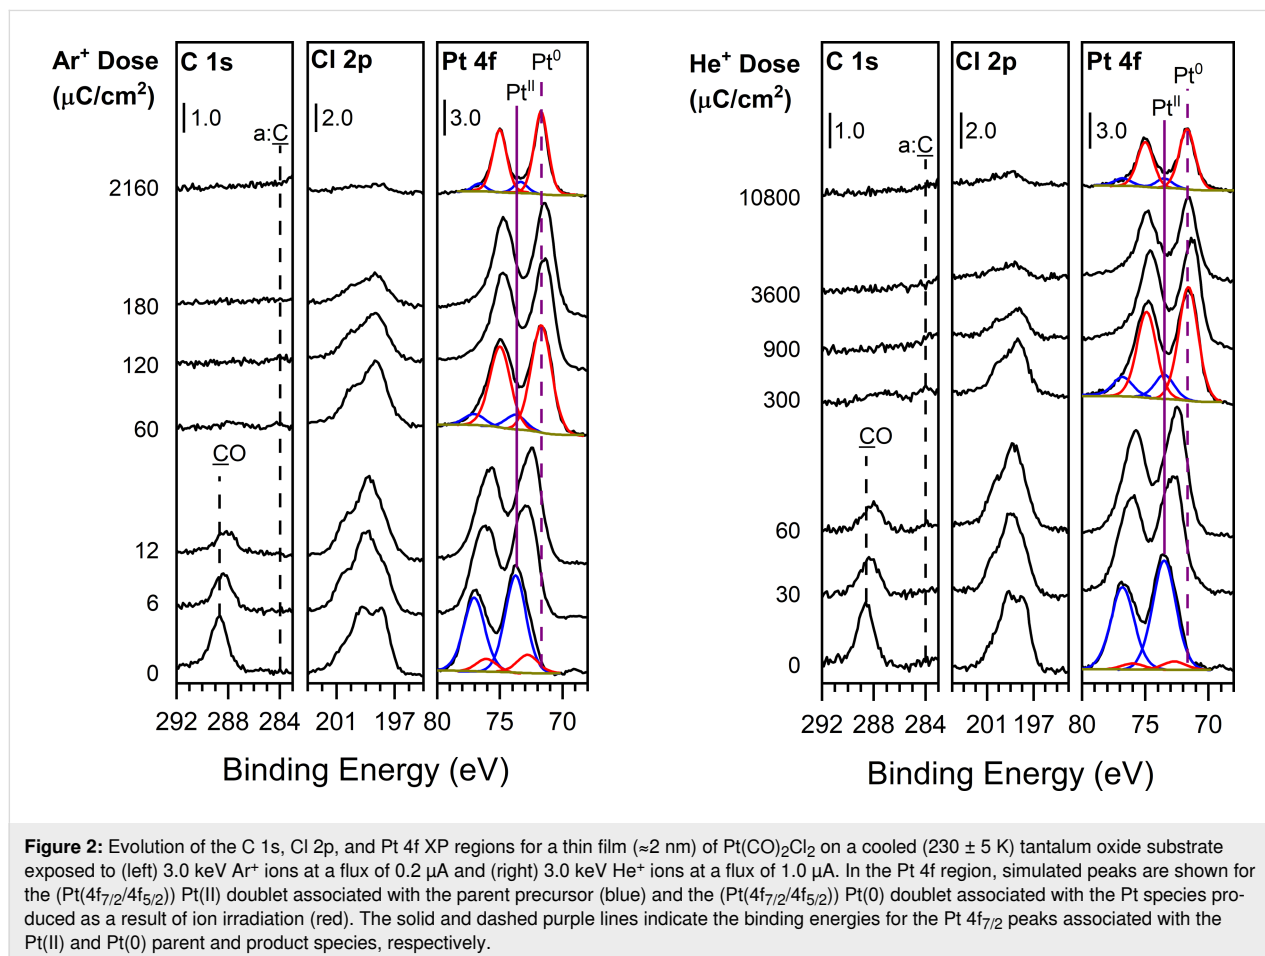 Ar⁺ Dose
(μC/cm²)
C 1s
Cl 2p
Pt 4f
Pt⁰
Ptᴵᴵ
1.0
2.0
3.0
a:C
2160
180
120
60
CO
12
6
0
292 288 284
201 197
80 75 70
Binding Energy (eV)
He⁺ Dose
(μC/cm²)
C 1s
Cl 2p
Pt 4f
Pt⁰
Ptᴵᴵ
1.0
2.0
3.0
a:C
10800
3600
900
300
CO
60
30
0
292 288 284
201 197
80 75 70
Binding Energy (eV)
Figure 2: Evolution of the C 1s, Cl 2p, and Pt 4f XP regions for a thin film (≈2 nm) of Pt(CO)₂Cl₂ on a cooled (230 ± 5 K) tantalum oxide substrate
exposed to (left) 3.0 keV Ar⁺ ions at a flux of 0.2 μA and (right) 3.0 keV He⁺ ions at a flux of 1.0 μA. In the Pt 4f region, simulated peaks are shown for
the (Pt(4f₇/₂/4f₅/₂)) Pt(II) doublet associated with the parent precursor (blue) and the (Pt(4f₇/₂/4f₅/₂)) Pt(0) doublet associated with the Pt species pro-
duced as a result of ion irradiation (red). The solid and dashed purple lines indicate the binding energies for the Pt 4f₇/₂ peaks associated with the
Pt(II) and Pt(0) parent and product species, respectively.